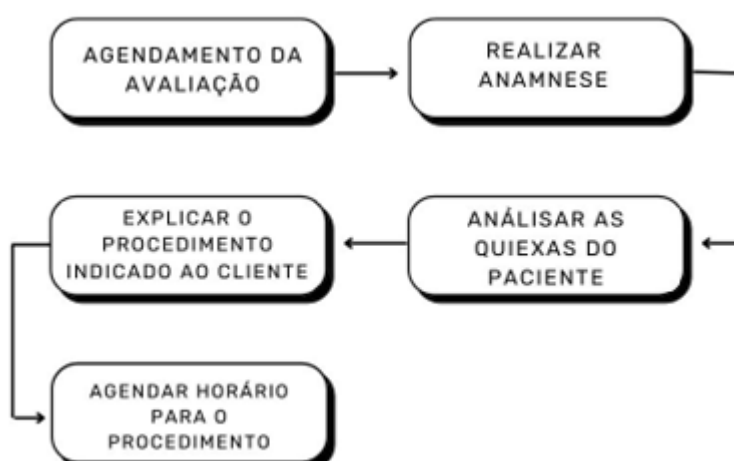 AGENDAMENTO DA
AVALIAÇÃO
REALIZAR
ANAMNESE
ANÁLISAR AS
QUIEXAS DO
PACIENTE
EXPLICAR O
PROCEDIMENTO
INDICADO AO CLIENTE
AGENDAR HORÁRIO
PARA O
PROCEDIMENTO